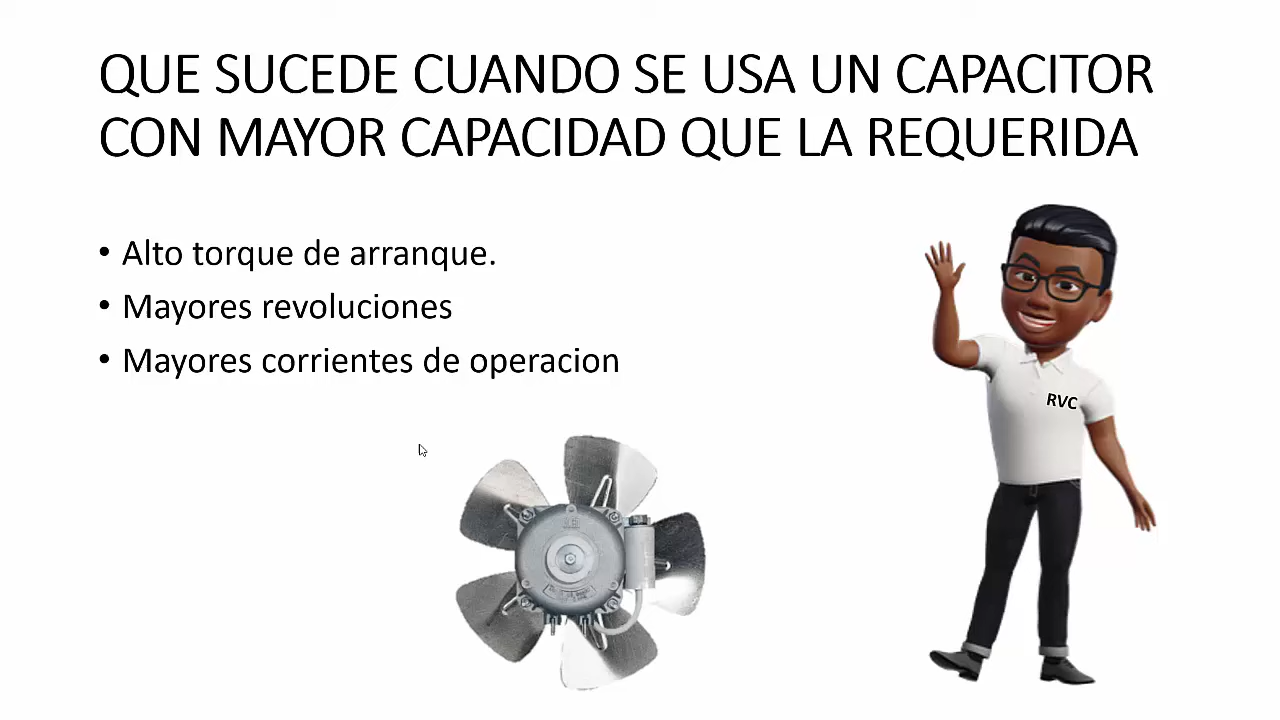 QUE SUCEDE CUANDO SE USA UN CAPACITOR
CON MAYOR CAPACIDAD QUE LA REQUERIDA
• Alto torque de arranque.
• Mayores revoluciones
• Mayores corrientes de operacion
RVC